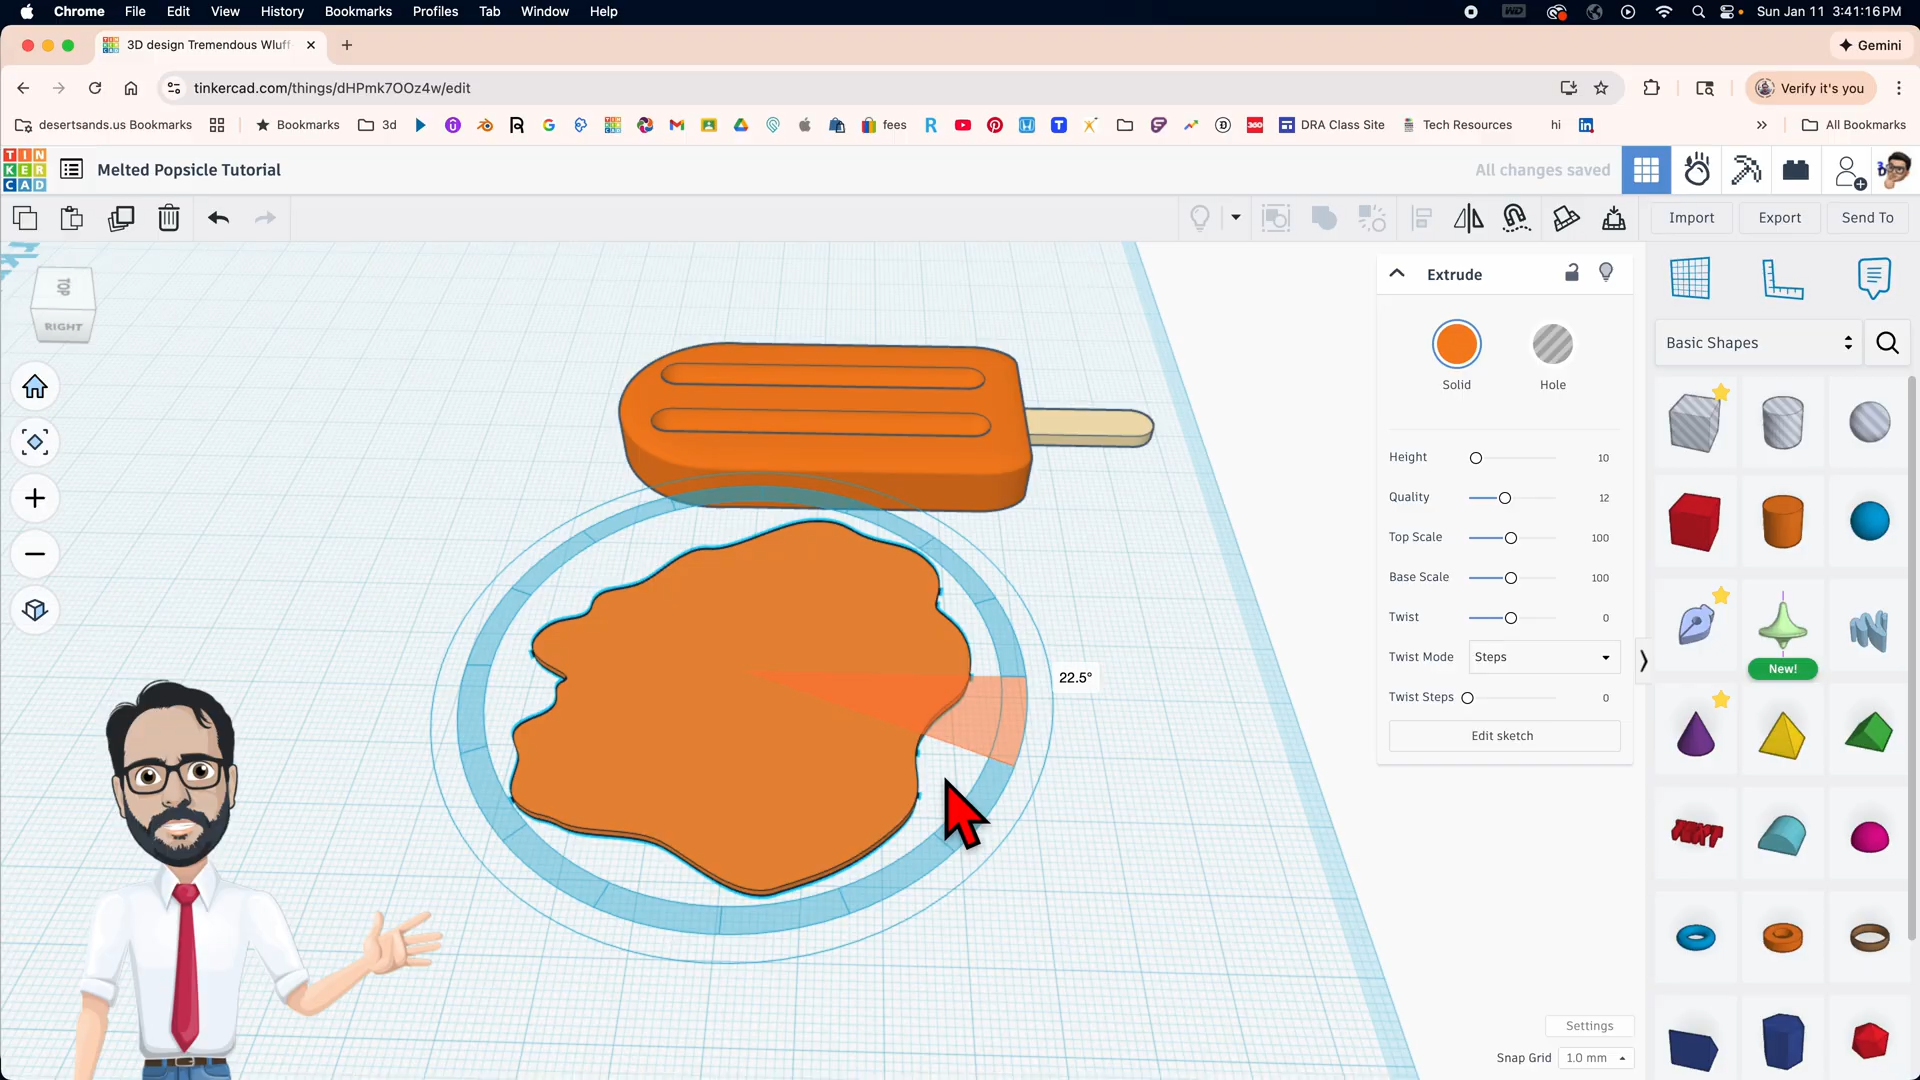 Chrome File Edit View History Bookmarks Profiles Tab Window Help
WD
Sun Jan 11 3:41:16 PM
3D design Tremendous Wluff
Gemini
tinkercad.com/things/dHPmk7OOz4w/edit
Verify it's you
desertsands.us Bookmarks
Bookmarks
3d
fees
DRA Class Site
Tech Resources
hi
All Bookmarks
TIN
KER
CAD
Melted Popsicle Tutorial
All changes saved
Import
Export
Send To
TOP
RIGHT
Extrude
Solid
Hole
Height 10
Quality 12
Top Scale 100
Base Scale 100
Twist 0
Twist Mode Steps
Twist Steps 0
Edit sketch
22.5°
Basic Shapes
New!
TEXT
Settings
Snap Grid 1.0 mm